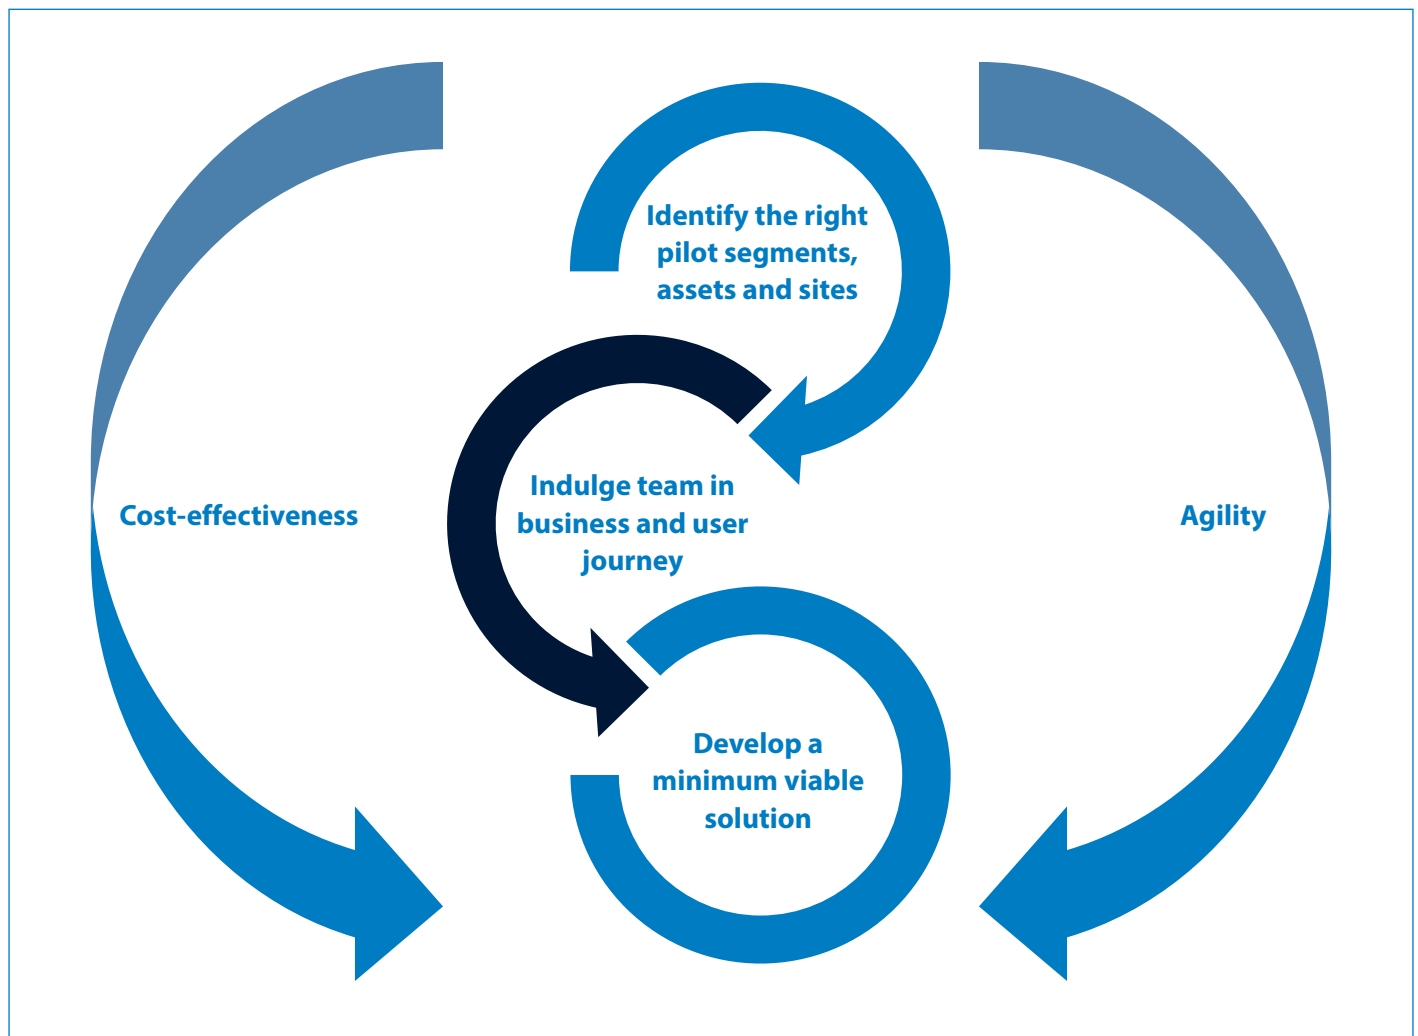 Identify the right
pilot segments,
assets and sites
Cost-effectiveness
Indulge team in
business and user
journey
Agility
Develop a
minimum viable
solution